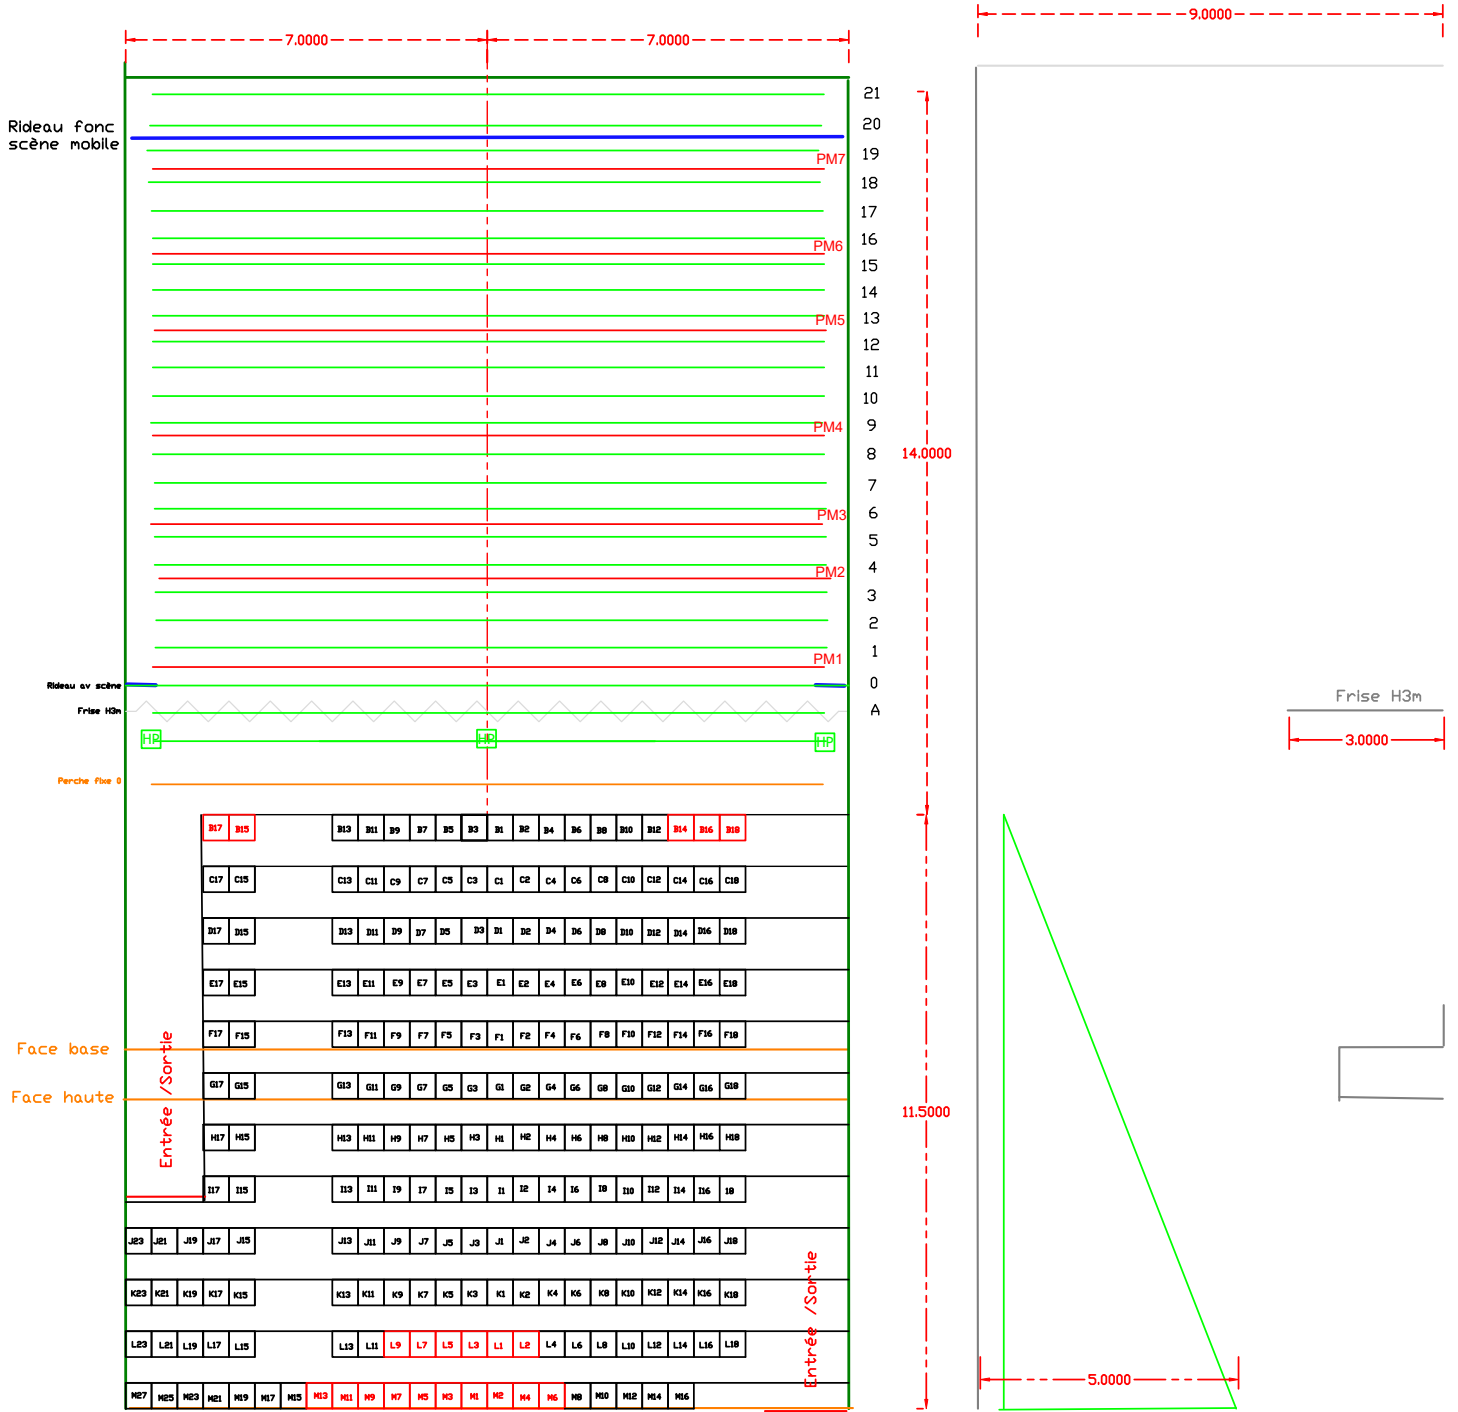 9.0000
7.0000 7.0000
21
20
Rideau fonc
scène mobile
19
PM7
18
17
16
PM6
15
14
13
PM5
12
11
10
9
PM4
8
14.0000
7
6
PM3
5
4
PM2
3
2
1
PM1
Rideau av scène 0
Frise H3m
Frise H3m A
3.0000
HP HP HP
Perche fixe 0
B17 B15 B13 B11 B9 B7 B5 B3 B1 B2 B4 B6 B8 B10 B12 B14 B16 B18
C17 C15 C13 C11 C9 C7 C5 C3 C1 C2 C4 C6 C8 C10 C12 C14 C16 C18
D17 D15 D13 D11 D9 D7 D5 D3 D1 D2 D4 D6 D8 D10 D12 D14 D16 D18
E17 E15 E13 E11 E9 E7 E5 E3 E1 E2 E4 E6 E8 E10 E12 E14 E16 E18
F17 F15 F13 F11 F9 F7 F5 F3 F1 F2 F4 F6 F8 F10 F12 F14 F16 F18
Face base
G17 G15 G13 G11 G9 G7 G5 G3 G1 G2 G4 G6 G8 G10 G12 G14 G16 G18
Face haute
Entrée /Sortie
11.5000
H17 H15 H13 H11 H9 H7 H5 H3 H1 H2 H4 H6 H8 H10 H12 H14 H16 H18
I17 I15 I13 I11 I9 I7 I5 I3 I1 I2 I4 I6 I8 I10 I12 I14 I16 18
J23 J21 J19 J17 J15 J13 J11 J9 J7 J5 J3 J1 J2 J4 J6 J8 J10 J12 J14 J16 J18
K23 K21 K19 K17 K15 K13 K11 K9 K7 K5 K3 K1 K2 K4 K6 K8 K10 K12 K14 K16 K18
Entrée /Sortie
L23 L21 L19 L17 L15 L13 L11 L9 L7 L5 L3 L1 L2 L4 L6 L8 L10 L12 L14 L16 L18
5.0000
M27 M25 M23 M21 M19 M17 M15 M13 M11 M9 M7 M5 M3 M1 M2 M4 M6 M8 M10 M12 M14 M16